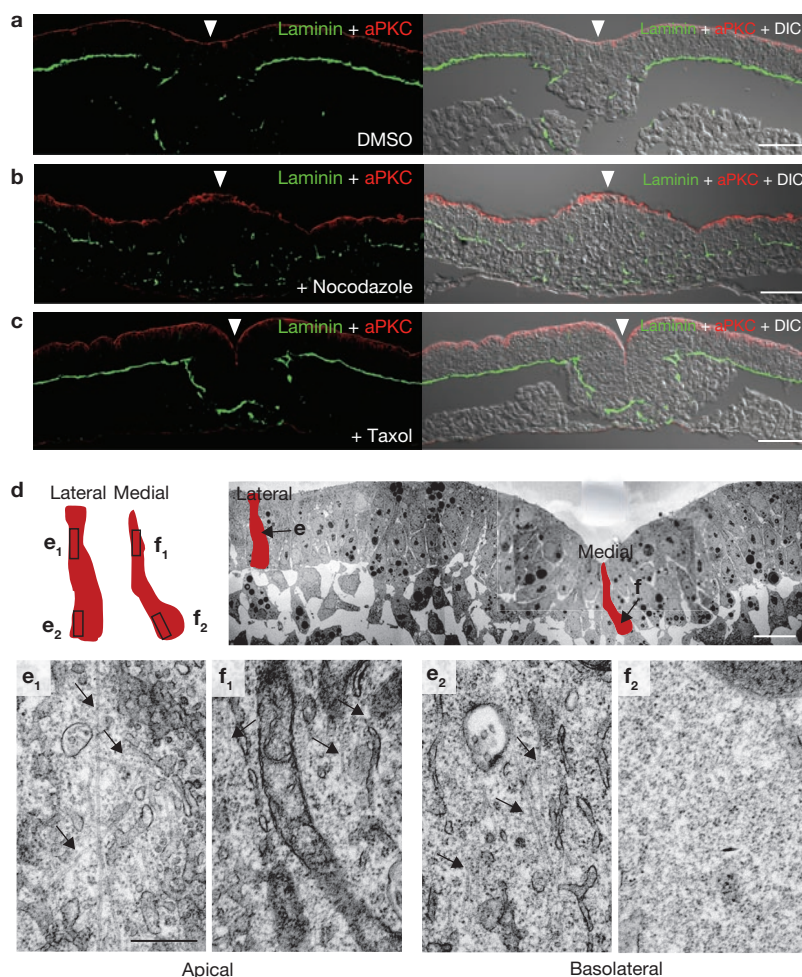 a
Laminin + aPKC
Laminin + aPKC + DIC
DMSO
b
Laminin + aPKC
Laminin + aPKC + DIC
+ Nocodazole
c
Laminin + aPKC
Laminin + aPKC + DIC
+ Taxol
d
Lateral Medial
e1
f1
e2
f2
Lateral
e
Medial
f
e1
f1
e2
f2
Apical
Basolateral